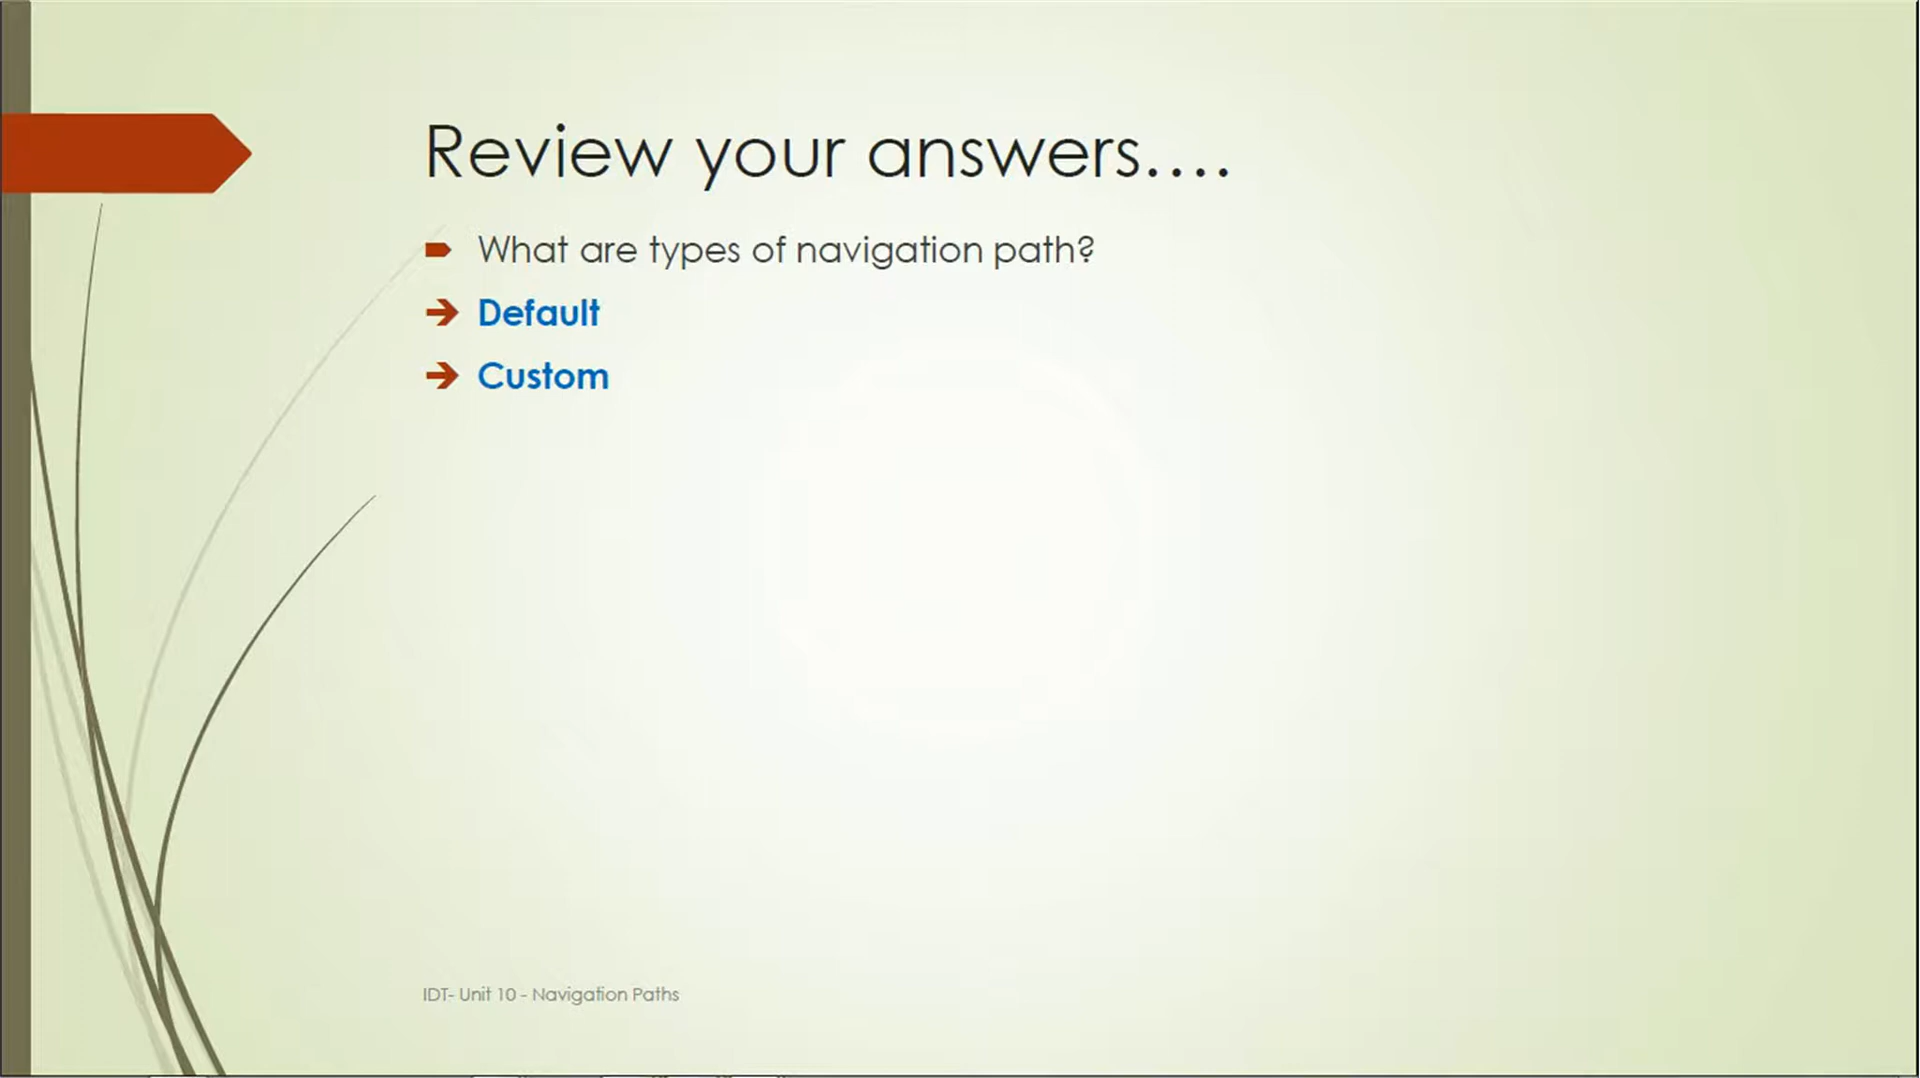 Review your answers....
What are types of navigation path?
Default
Custom
IDT- Unit 10 - Navigation Paths